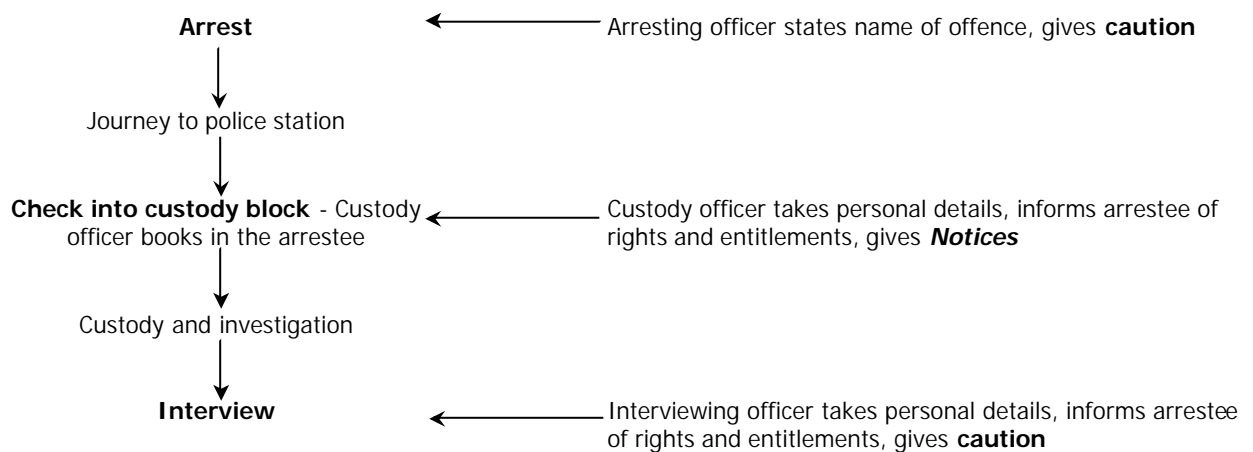 Arrest
Arresting officer states name of offence, gives caution
Journey to police station
Check into custody block - Custody
officer books in the arrestee
Custody officer takes personal details, informs arrestee of
rights and entitlements, gives Notices
Custody and investigation
Interview
Interviewing officer takes personal details, informs arrestee
of rights and entitlements, gives caution